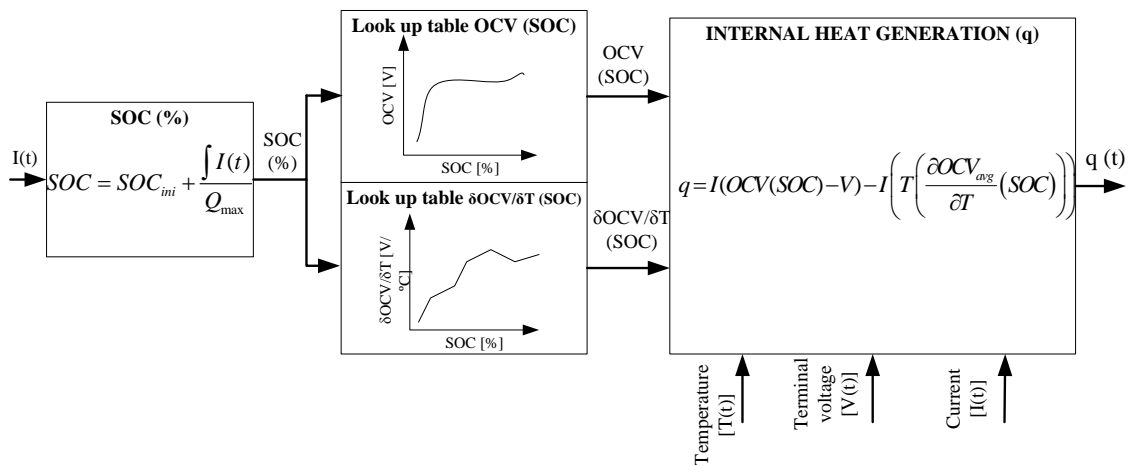 I(t)
SOC (%)
SOC = SOC_ini + ∫I(t) / Q_max
SOC
(%)
Look up table OCV (SOC)
OCV [V]
SOC [%]
Look up table δOCV/δT (SOC)
δOCV/δT [V/
ºC]
SOC [%]
OCV
(SOC)
δOCV/δT
(SOC)
INTERNAL HEAT GENERATION (q)
q = I(OCV(SOC)−V)−I(T(∂OCV_avg/∂T (SOC)))
q (t)
Temperature
[T(t)]
Terminal
voltage
[V(t)]
Current
[I(t)]